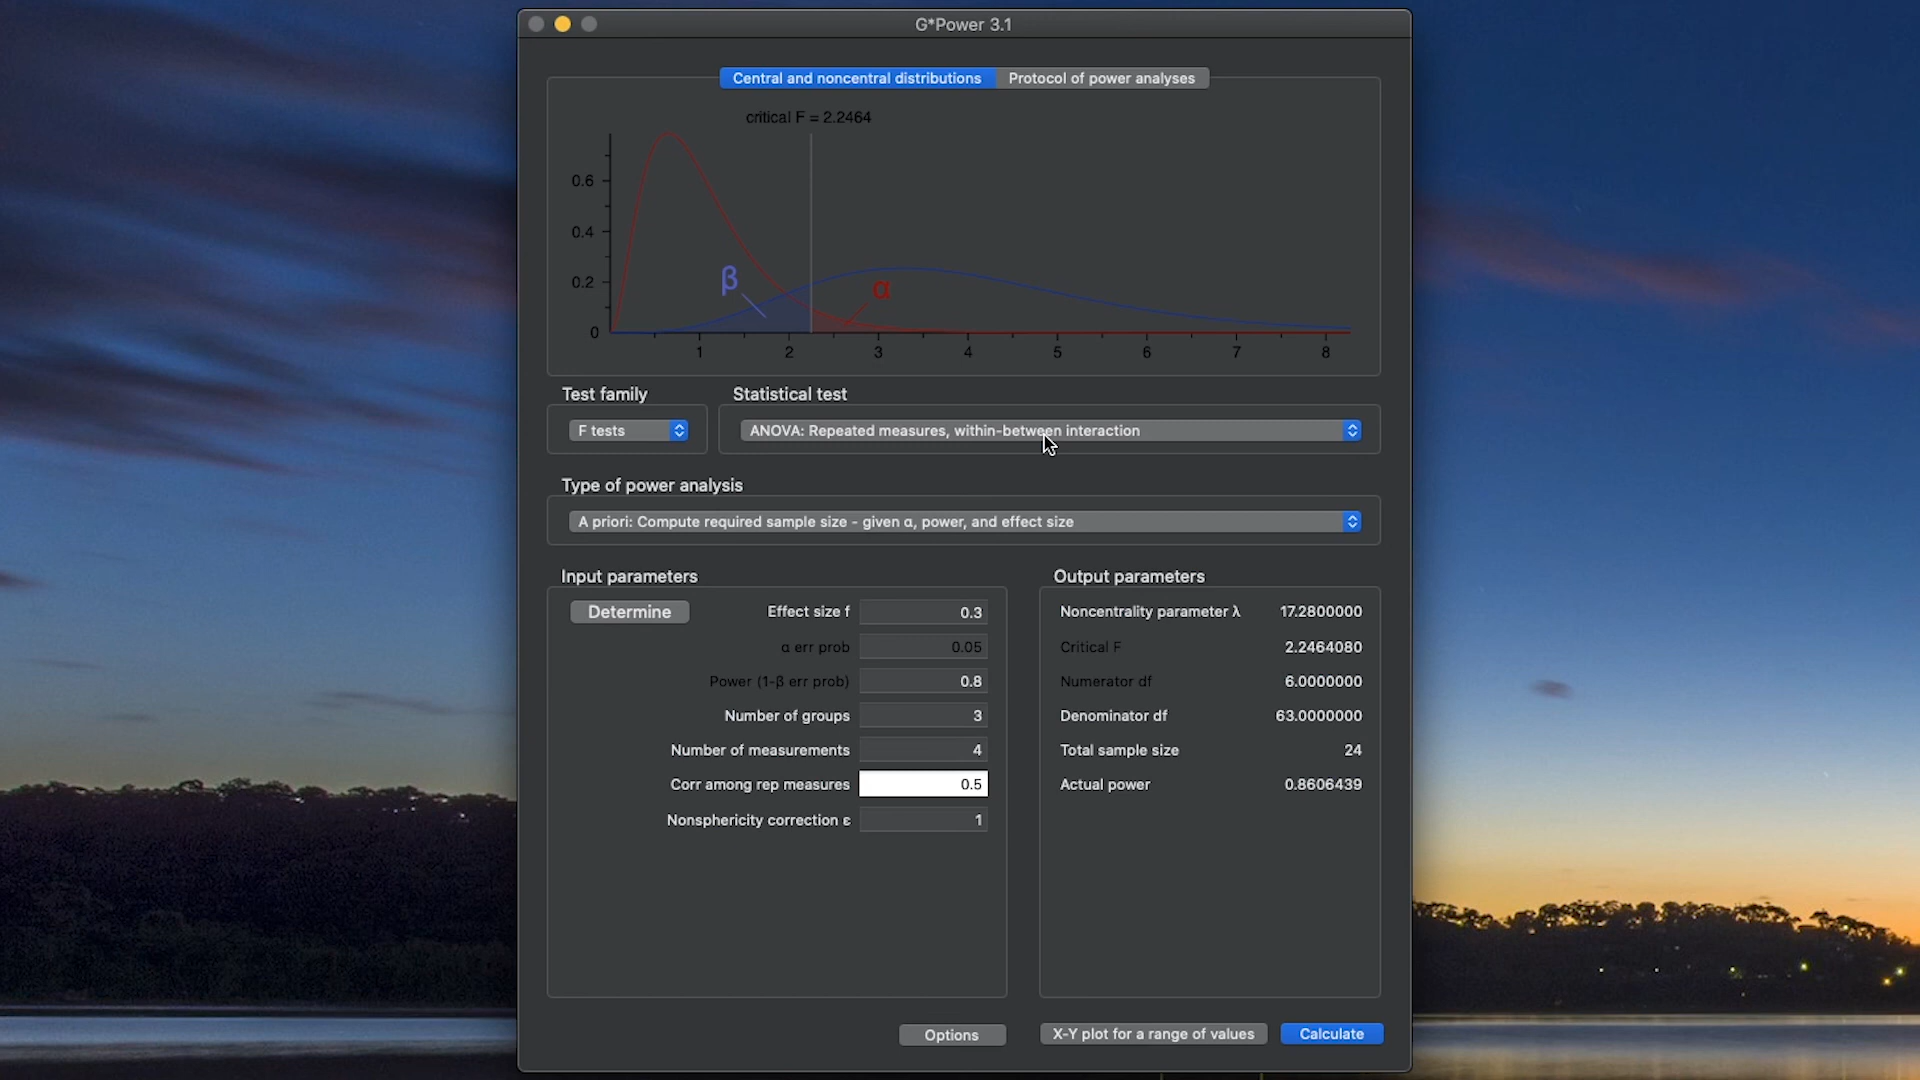 G*Power 3.1
Central and noncentral distributions Protocol of power analyses
critical F = 2.2464
0.6
0.4
0.2
0
β
α
1 2 3 4 5 6 7 8
Test family Statistical test
F tests ANOVA: Repeated measures, within-between interaction
Type of power analysis
A priori: Compute required sample size - given α, power, and effect size
Input parameters
Determine Effect size f 0.3
α err prob 0.05
Power (1-β err prob) 0.8
Number of groups 3
Number of measurements 4
Corr among rep measures 0.5
Nonsphericity correction ε 1
Output parameters
Noncentrality parameter λ 17.2800000
Critical F 2.2464080
Numerator df 6.0000000
Denominator df 63.0000000
Total sample size 24
Actual power 0.8606439
Options X-Y plot for a range of values Calculate